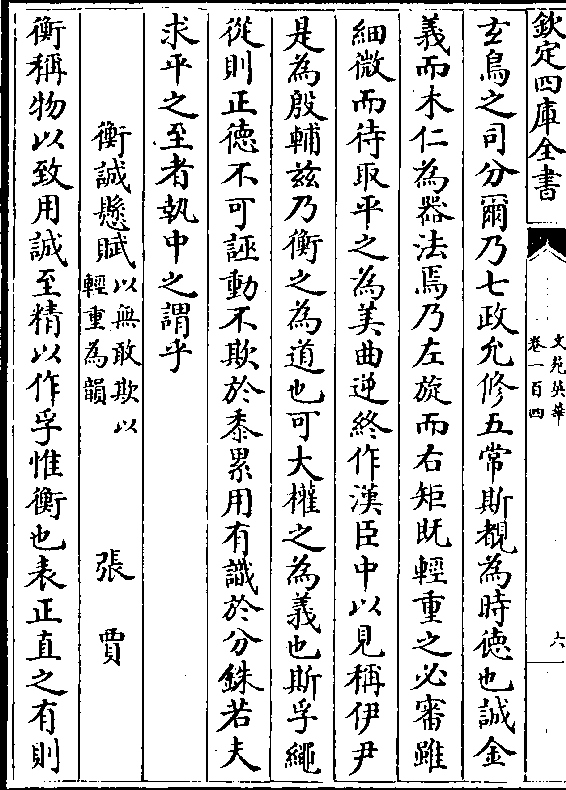 欽定四庫全書
文苑英華
卷一百四
六
玄鳥之司分爾乃七政允修五常斯覩為時徳也誠金
義而木仁為器法焉乃左旋而右矩既輕重之必審雖
細微而待取平之為美曲逆終作漢臣中以見稱伊尹
是為殷輔兹乃衡之為道也可大權之為義也斯孚繩
從則正德不可誣動不欺於黍累用有識於分銖若夫
求平之至者執中之謂乎
衡誠懸賦以無敢欺以
輕重為韻
張賈
衡稱物以致用誠至精以作孚惟衡也表正直之有則